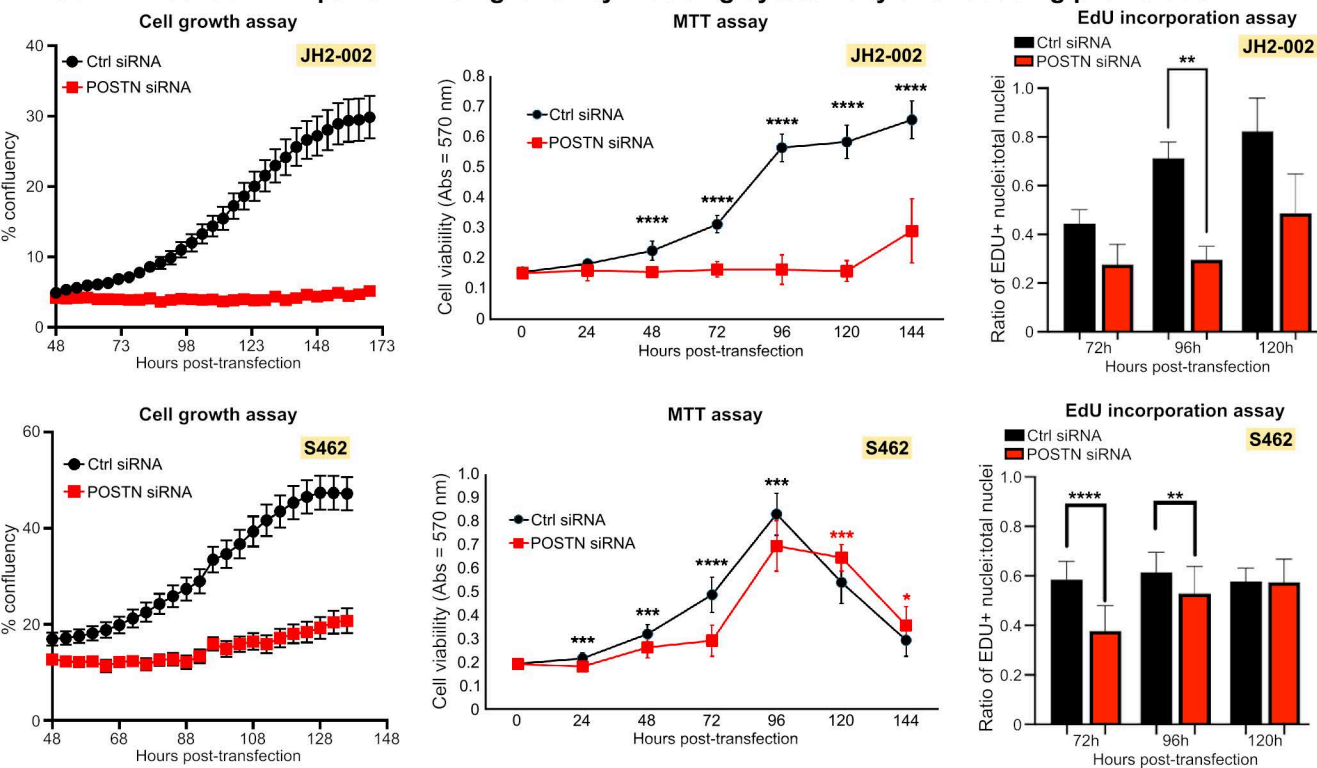 Cell growth assay
JH2-002
Ctrl siRNA
POSTN siRNA
% confluency
40
30
20
10
0
48 73 98 123 148 173
Hours post-transfection
MTT assay
JH2-002
Ctrl siRNA
POSTN siRNA
Cell viability (Abs = 570 nm)
0.8
0.7
0.6
0.5
0.4
0.3
0.2
0.1
0
**** **** **** **** ****
0 24 48 72 96 120 144
Hours post-transfection
EdU incorporation assay
Ctrl siRNA
POSTN siRNA
JH2-002
**
Ratio of EDU+ nuclei:total nuclei
1.0
0.8
0.6
0.4
0.2
0
72h 96h 120h
Hours post-transfection
Cell growth assay
S462
Ctrl siRNA
POSTN siRNA
% confluency
60
40
20
0
48 68 88 108 128 148
Hours post-transfection
MTT assay
S462
Ctrl siRNA
POSTN siRNA
Cell viability (Abs = 570 nm)
1.0
0.9
0.8
0.7
0.6
0.5
0.4
0.3
0.2
0.1
0
*** *** **** *** *** *
0 24 48 72 96 120 144
Hours post-transfection
EdU incorporation assay
Ctrl siRNA
POSTN siRNA
S462
**** **
Ratio of EDU+ nuclei:total nuclei
1.0
0.8
0.6
0.4
0.2
0
72h 96h 120h
Hours post-transfection